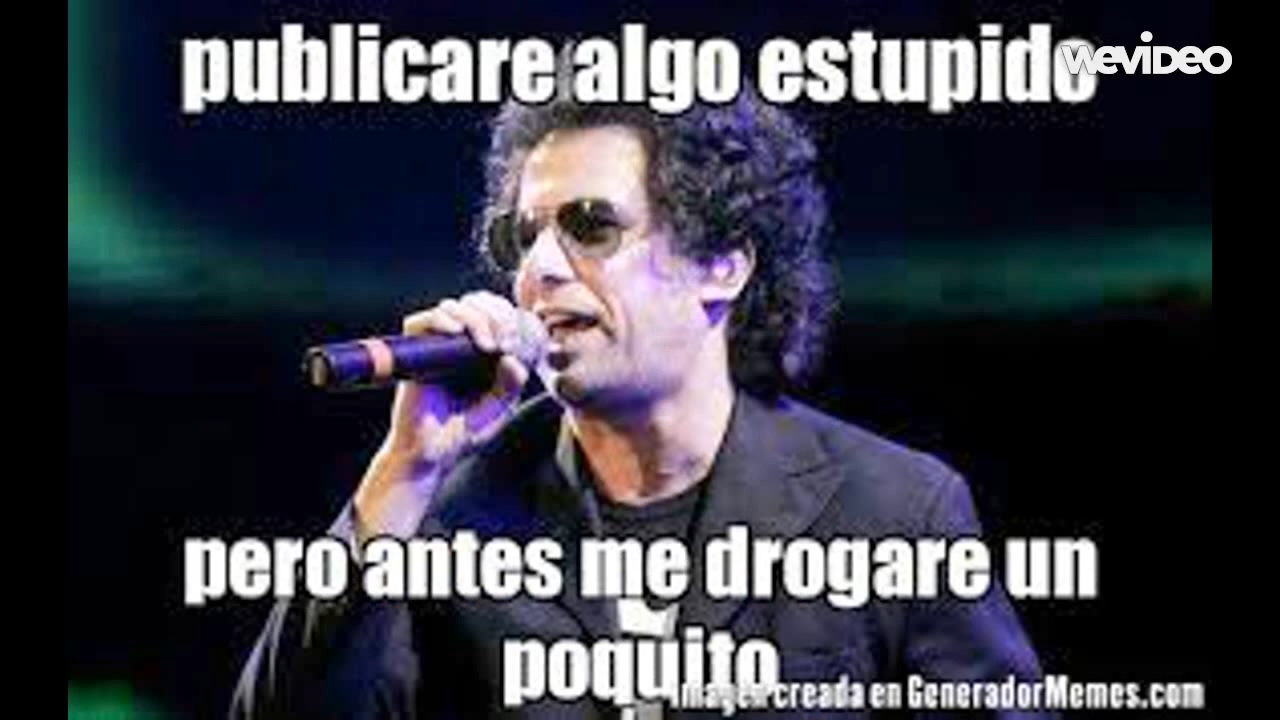 publicare algo estupido
wevideo
pero antes me drogare un
poquito
Imagen creada en GeneradorMemes.com